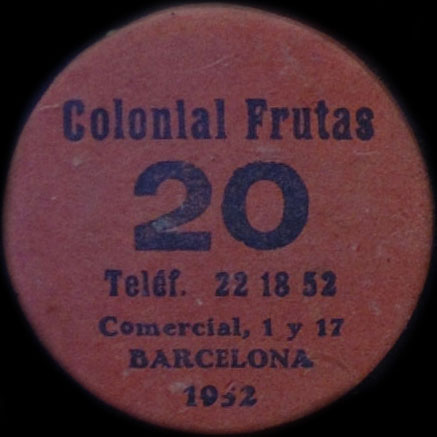 Colonial Frutas
20
Teléf. 22 18 52
Comercial, 1 y 17
BARCELONA
1952